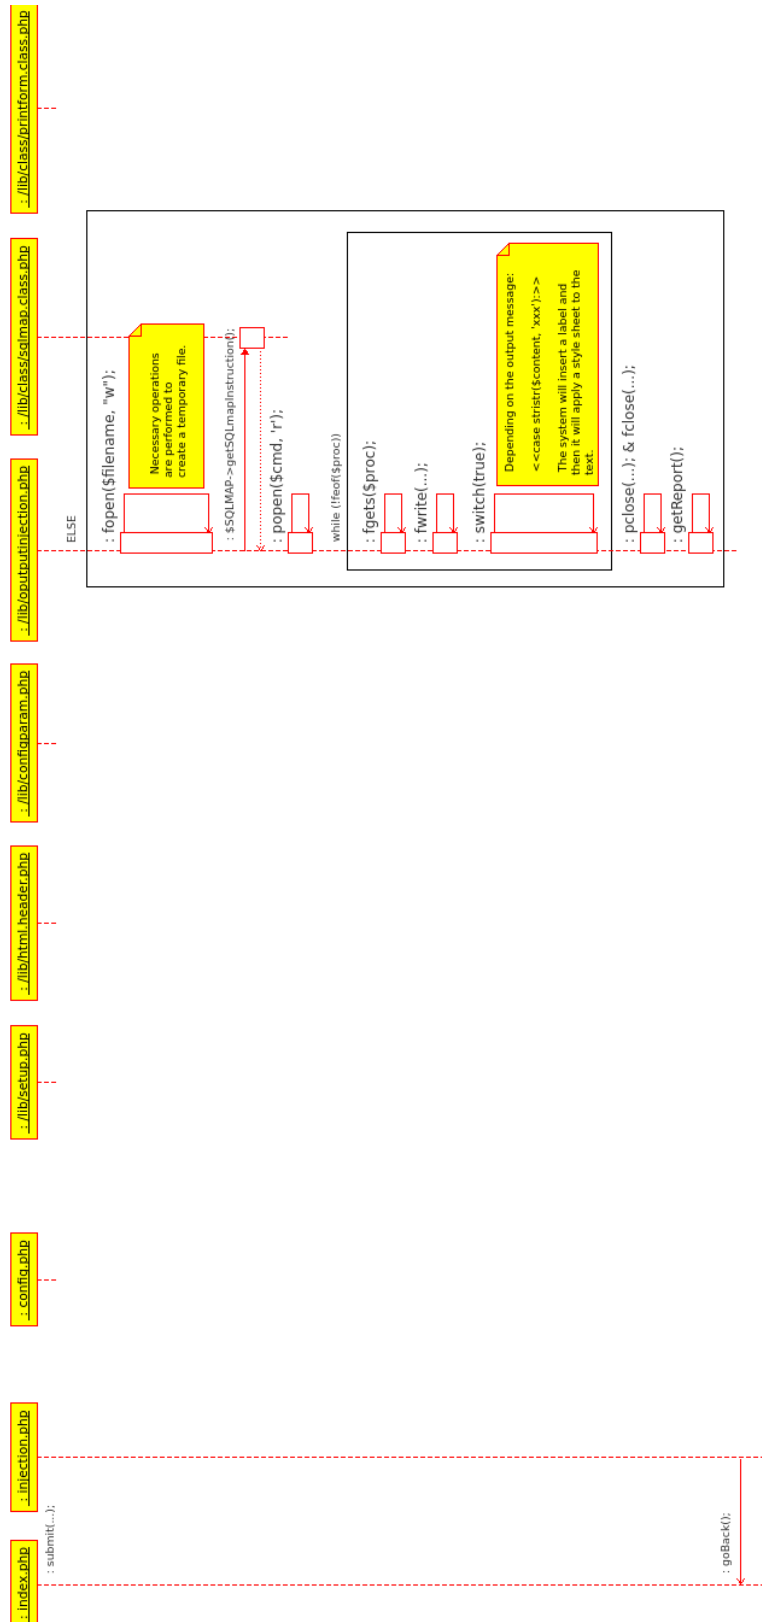 : index.php
: injection.php
: config.php
: /lib/setup.php
: /lib/html.header.php
: /lib/configparam.php
: /lib/oputputinjection.php
: /lib/class/sqlmap.class.php
: /lib/class/printform.class.php
: submit(...);
ELSE
: fopen($filename, "w");
Necessary operations
are performed to
create a temporary file.
: $SQLMAP->getSQLmapInstruction();
: popen($cmd, 'r');
while (!feof($proc))
: fgets($proc);
: fwrite(...);
: switch(true);
Depending on the output message:
<<case stristr($content, 'xxx'):>>
The system will insert a label and
then it will apply a style sheet to the
text.
: pclose(...); & fclose(...);
: getReport();
: goBack();